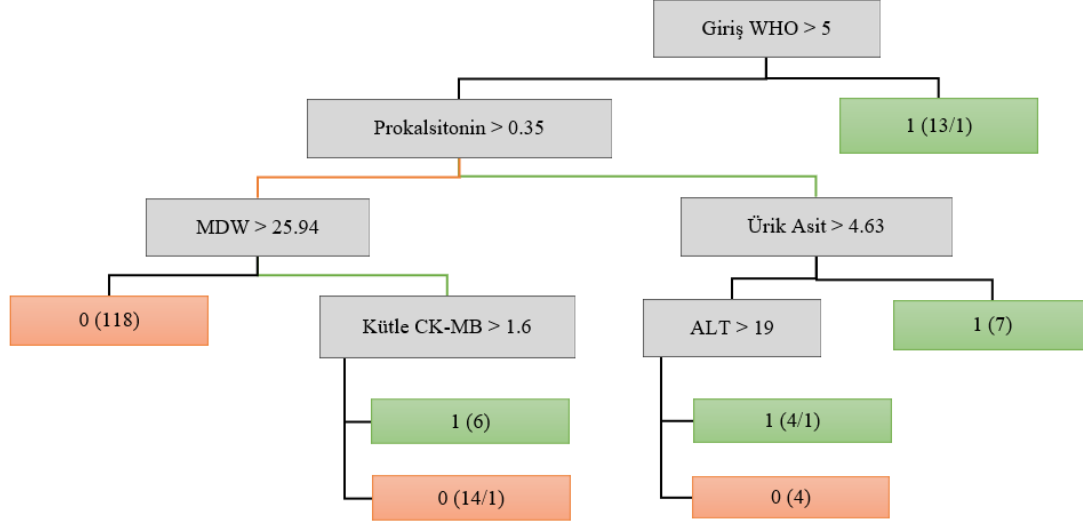 Giriş WHO > 5
Prokalsitonin > 0.35
1 (13/1)
MDW > 25.94
Ürik Asit > 4.63
0 (118)
Kütle CK-MB > 1.6
ALT > 19
1 (7)
1 (6)
1 (4/1)
0 (14/1)
0 (4)